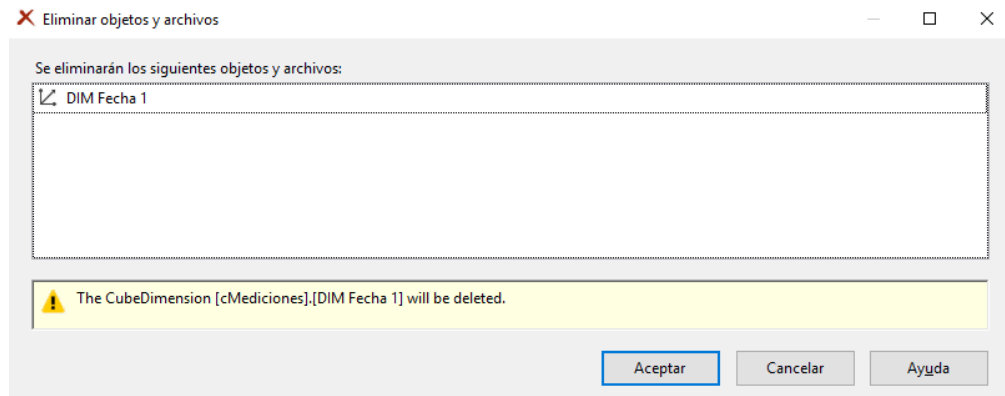 Eliminar objetos y archivos
Se eliminarán los siguientes objetos y archivos:
DIM Fecha 1
The CubeDimension [cMediciones].[DIM Fecha 1] will be deleted.
Aceptar
Cancelar
Ayuda